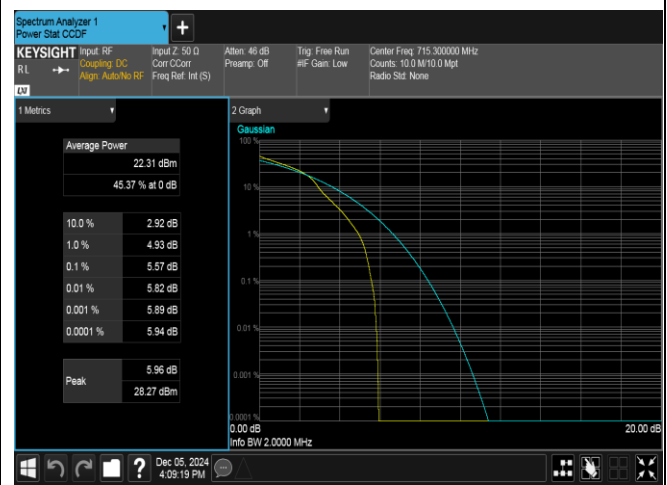 Spectrum Analyzer 1
Power Stat CCDF
+
KEYSIGHT Input: RF Input Z: 50 Ω Atten: 46 dB Trig: Free Run Center Freq: 715.300000 MHz
RL Coupling: DC Corr CCorr Preamp: Off #IF Gain: Low Counts: 10.0 M/10.0 Mpt
Align: Auto/No RF Freq Ref: Int (S) Radio Std: None
LXI
1 Metrics
Average Power
22.31 dBm
45.37 % at 0 dB
10.0 % 2.92 dB
1.0 % 4.93 dB
0.1 % 5.57 dB
0.01 % 5.82 dB
0.001 % 5.89 dB
0.0001 % 5.94 dB
Peak 5.96 dB
28.27 dBm
2 Graph
Gaussian
100 %
10 %
1 %
0.1 %
0.01 %
0.001 %
0.0001 %
0.00 dB 20.00 dB
Info BW 2.0000 MHz
? Dec 05, 2024
4:09:19 PM